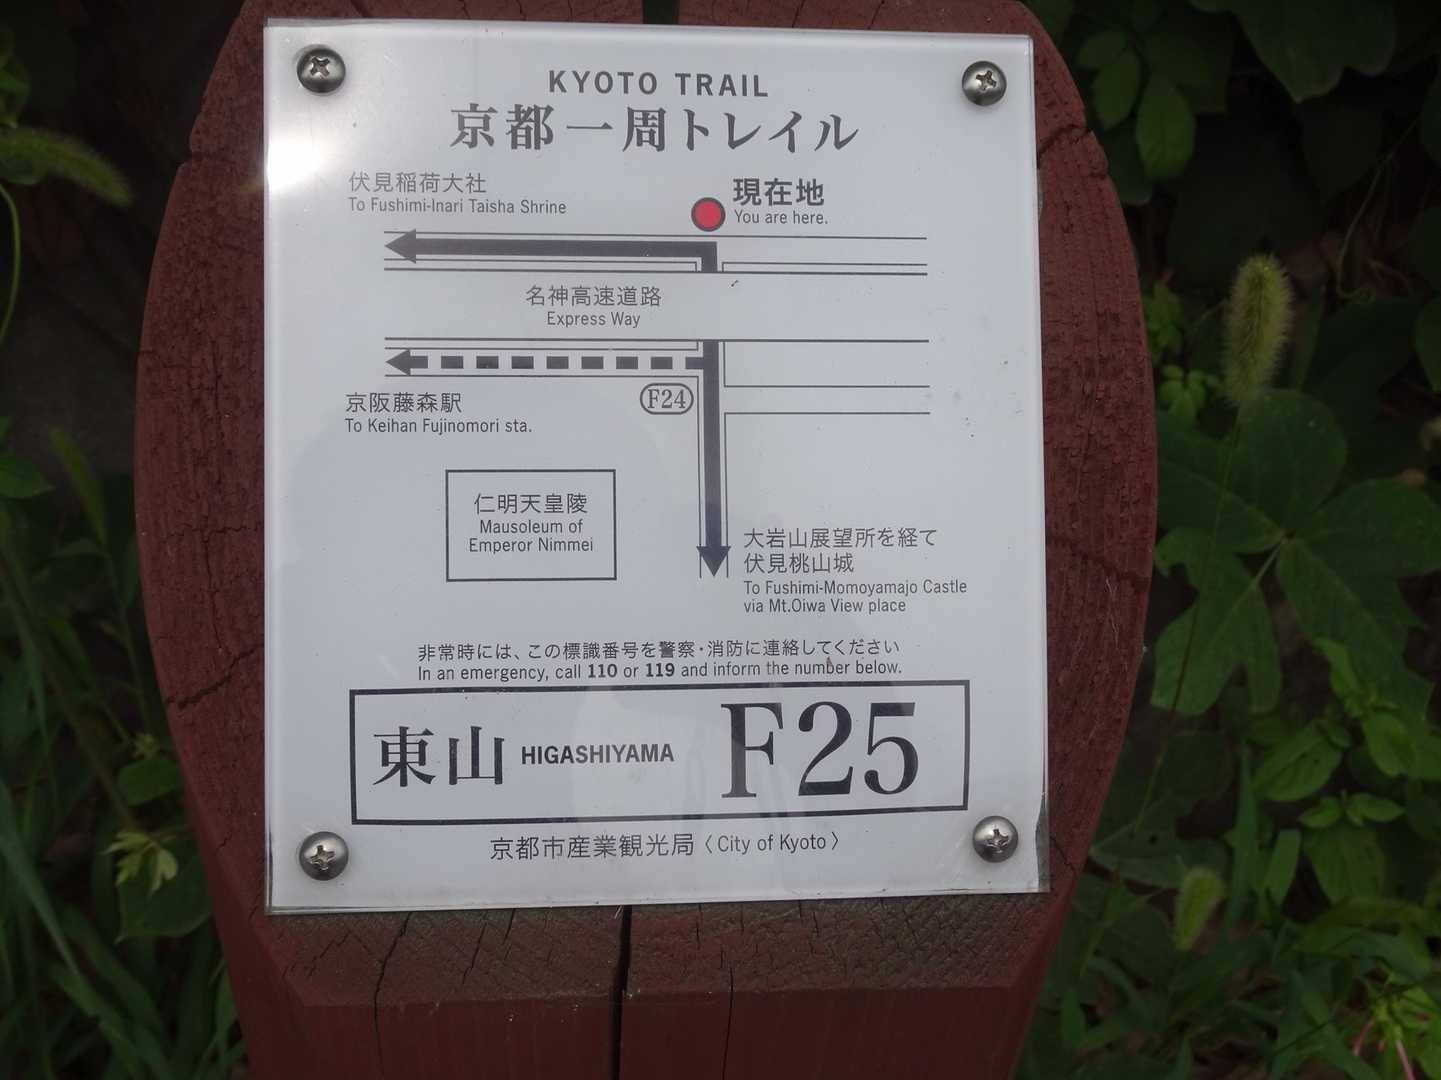 KYOTO TRAIL
京都一周トレイル
伏見稲荷大社
To Fushimi-Inari Taisha Shrine
現在地
You are here.
名神高速道路
Express Way
F24
京阪藤森駅
To Keihan Fujinomori sta.
仁明天皇陵
Mausoleum of
Emperor Nimmei
大岩山展望所を経て
伏見桃山城
To Fushimi-Momoyamajo Castle
via Mt.Oiwa View place
非常時には、この標識番号を警察・消防に連絡してください
In an emergency, call 110 or 119 and inform the number below.
東山 HIGASHIYAMA F25
京都市産業観光局〈City of Kyoto〉